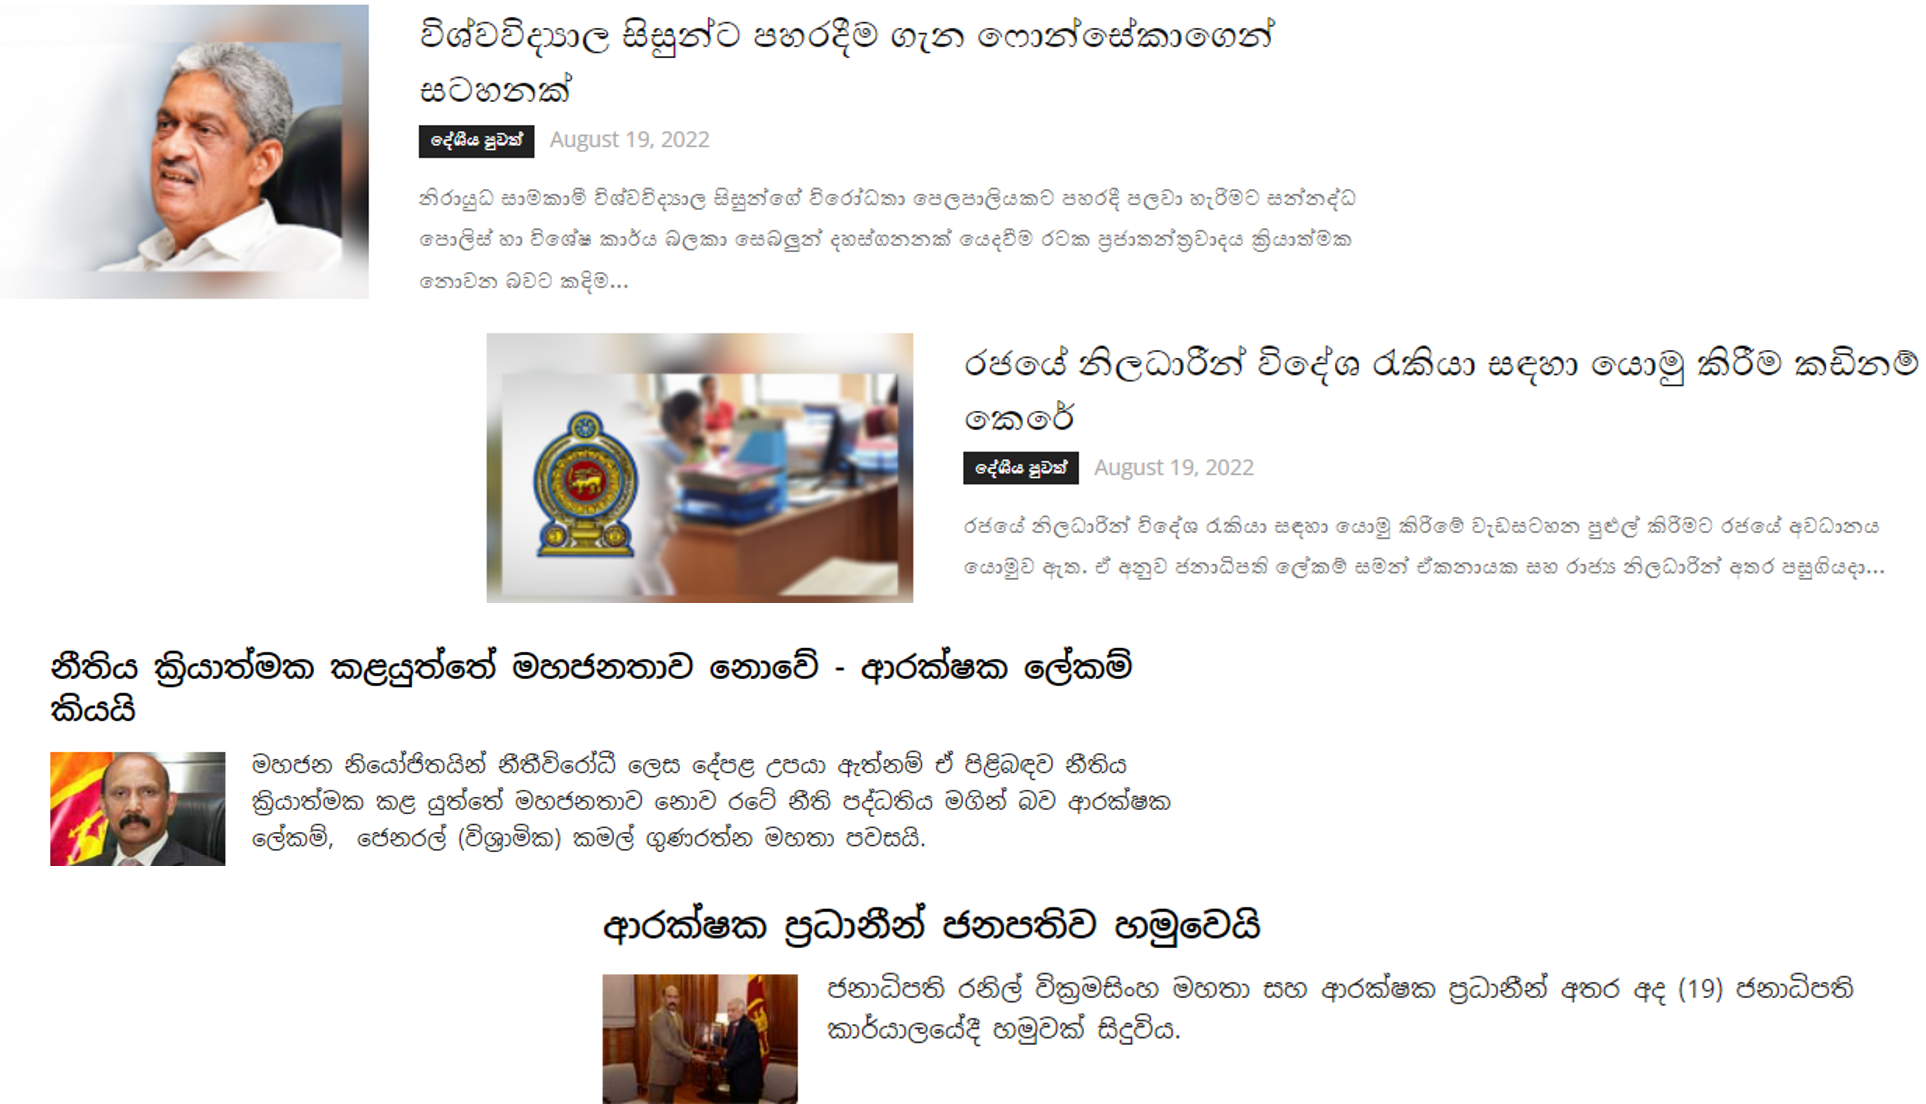 විශ්වවිද්‍යාල සිසුන්ට පහරදීම ගැන ෆොන්සේකාගෙන්
සටහනක්
දේශීය පුවත් August 19, 2022
නිරායුධ සාමකාමී විශ්වවිද්‍යාල සිසුන්ගේ විරෝධතා පෙලපාලියකට පහරදී පලවා හැරීමට සන්නද්ධ
පොලිස් හා විශේෂ කාර්ය බලකා සෙබලුන් දහස්ගනනක් යෙදවීම රටක ප්‍රජාතන්ත්‍රවාදය ක්‍රියාත්මක
නොවන බවට කදිම...
රජයේ නිලධාරීන් විදේශ රැකියා සඳහා යොමු කිරීම කඩිනම්
කෙරේ
දේශීය පුවත් August 19, 2022
රජයේ නිලධාරීන් විදේශ රැකියා සඳහා යොමු කිරීමේ වැඩසටහන පුළුල් කිරීමට රජයේ අවධානය
යොමුව ඇත. ඒ අනුව ජනාධිපති ලේකම් සමන් ඒකනායක සහ රාජ්‍ය නිලධාරීන් අතර පසුගියදා...
නීතිය ක්‍රියාත්මක කළයුත්තේ මහජනතාව නොවේ - ආරක්ෂක ලේකම්
කියයි
මහජන නියෝජිතයින් නීතීවිරෝධී ලෙස දේපළ උපයා ඇත්නම් ඒ පිළිබඳව නීතිය
ක්‍රියාත්මක කළ යුත්තේ මහජනතාව නොව රටේ නීති පද්ධතිය මගින් බව ආරක්ෂක
ලේකම්, ජෙනරල් (විශ්‍රාමික) කමල් ගුණරත්න මහතා පවසයි.
ආරක්ෂක ප්‍රධානීන් ජනපතිව හමුවෙයි
ජනාධිපති රනිල් වික්‍රමසිංහ මහතා සහ ආරක්ෂක ප්‍රධානීන් අතර අද (19) ජනාධිපති
කාර්යාලයේදී හමුවක් සිදුවිය.